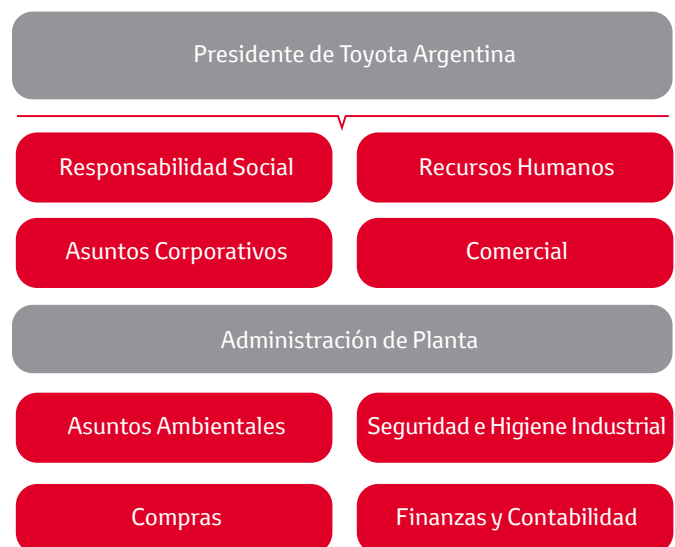 Presidente de Toyota Argentina
Responsabilidad Social
Recursos Humanos
Asuntos Corporativos
Comercial
Administración de Planta
Asuntos Ambientales
Seguridad e Higiene Industrial
Compras
Finanzas y Contabilidad